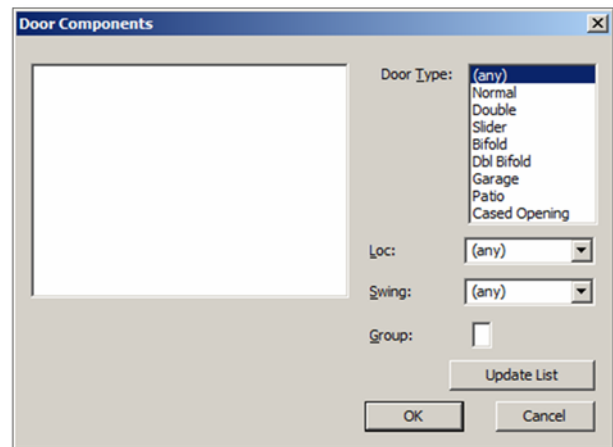 Door Components
Door Type:
(any)
Normal
Double
Slider
Bifold
Dbl Bifold
Garage
Patio
Cased Opening
Loc: (any)
Swing: (any)
Group:
Update List
OK Cancel